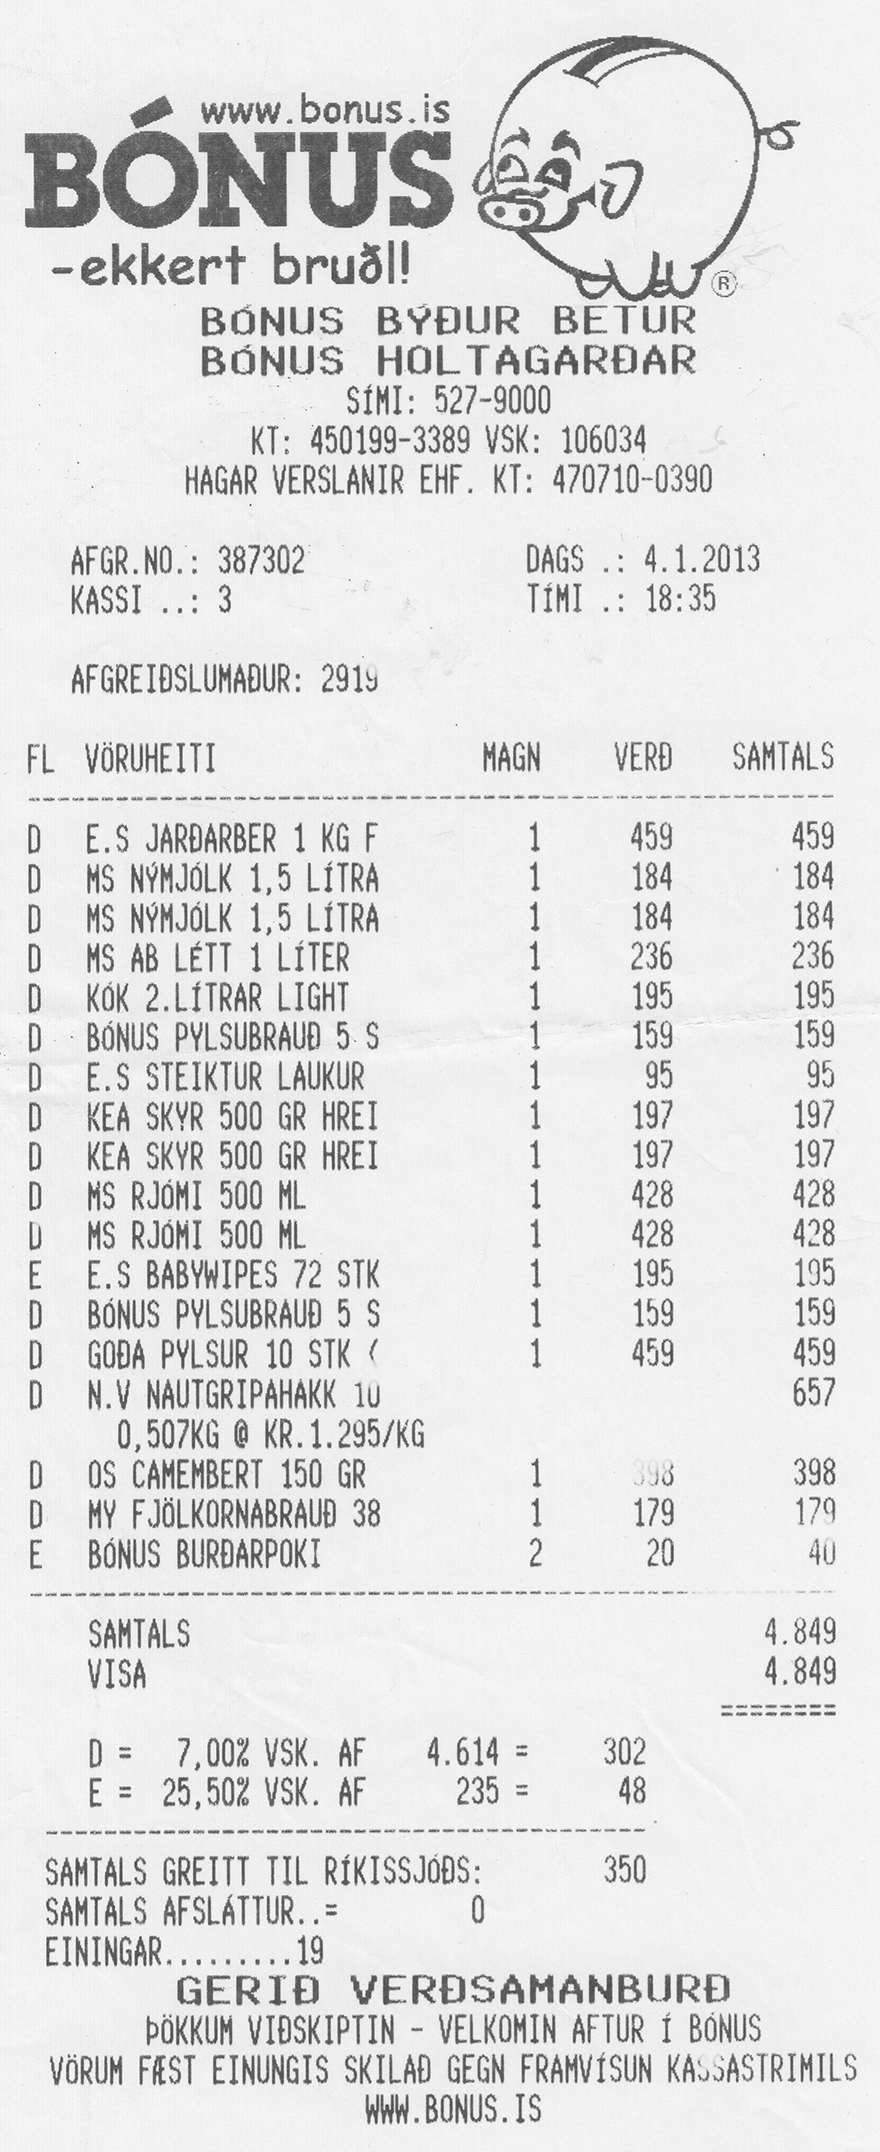 www.bonus.is
BÓNUS
-ekkert bruðl!
®
BÓNUS BÝÐUR BETUR
BÓNUS HOLTAGARÐAR
SÍMI: 527-9000
KT: 450199-3389 VSK: 106034
HAGAR VERSLANIR EHF. KT: 470710-0390
AFGR.NO.: 387302 DAGS .: 4.1.2013
KASSI ..: 3 TÍMI .: 18:35
AFGREIÐSLUMAÐUR: 2919
FL VÖRUHEITI MAGN VERÐ SAMTALS
D E.S JARÐARBER 1 KG F 1 459 459
D MS NÝMJÓLK 1,5 LÍTRA 1 184 184
D MS NÝMJÓLK 1,5 LÍTRA 1 184 184
D MS AB LÉTT 1 LÍTER 1 236 236
D KÓK 2.LÍTRAR LIGHT 1 195 195
D BÓNUS PYLSUBRAUÐ 5 S 1 159 159
D E.S STEIKTUR LAUKUR 1 95 95
D KEA SKYR 500 GR HREI 1 197 197
D KEA SKYR 500 GR HREI 1 197 197
D MS RJÓMI 500 ML 1 428 428
D MS RJÓMI 500 ML 1 428 428
E E.S BABYWIPES 72 STK 1 195 195
D BÓNUS PYLSUBRAUÐ 5 S 1 159 159
D GOÐA PYLSUR 10 STK ( 1 459 459
D N.V NAUTGRIPAHAKK 10 657
0,507KG @ KR.1.295/KG
D OS CAMEMBERT 150 GR 1 398 398
D MY FJÖLKORNABRAUÐ 38 1 179 179
E BÓNUS BURÐARPOKI 2 20 40
SAMTALS 4.849
VISA 4.849
========
D = 7,00% VSK. AF 4.614 = 302
E = 25,50% VSK. AF 235 = 48
SAMTALS GREITT TIL RÍKISSJÓÐS: 350
SAMTALS AFSLÁTTUR..= 0
EININGAR.........19
GERIÐ VERÐSAMANBURÐ
ÞÖKKUM VIÐSKIPTIN - VELKOMIN AFTUR Í BÓNUS
VÖRUM FÆST EINUNGIS SKILAÐ GEGN FRAMVÍSUN KASSASTRIMILS
WWW.BONUS.IS